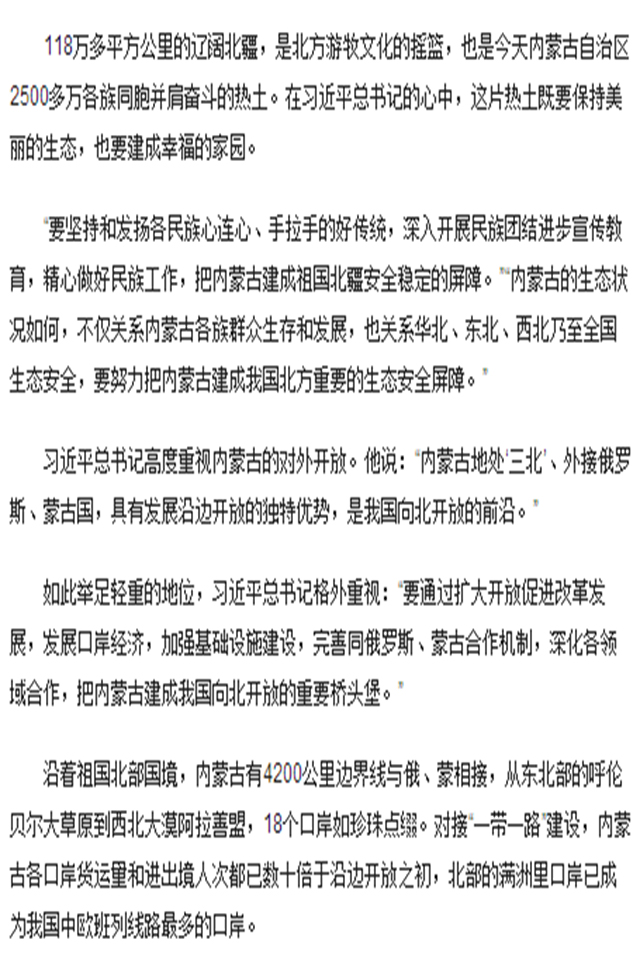 118万多平方公里的辽阔北疆，是北方游牧文化的摇篮，也是今天内蒙古自治区
2500多万各族同胞并肩奋斗的热土。在习近平总书记的心中，这片热土既要保持美
丽的生态，也要建成幸福的家园。
“要坚持和发扬各民族心连心、手拉手的好传统，深入开展民族团结进步宣传教
育，精心做好民族工作，把内蒙古建成祖国北疆安全稳定的屏障。”“内蒙古的生态状
况如何，不仅关系内蒙古各族群众生存和发展，也关系华北、东北、西北乃至全国
生态安全，要努力把内蒙古建成我国北方重要的生态安全屏障。”
习近平总书记高度重视内蒙古的对外开放。他说：“内蒙古地处‘三北’、外接俄罗
斯、蒙古国，具有发展沿边开放的独特优势，是我国向北开放的前沿。”
如此举足轻重的地位，习近平总书记格外重视：“要通过扩大开放促进改革发
展，发展口岸经济，加强基础设施建设，完善同俄罗斯、蒙古合作机制，深化各领
域合作，把内蒙古建成我国向北开放的重要桥头堡。”
沿着祖国北部国境，内蒙古有4200公里边界线与俄、蒙相接，从东北部的呼伦
贝尔大草原到西北大漠阿拉善盟，18个口岸如珍珠点缀。对接“一带一路”建设，内蒙
古各口岸货运量和进出境人次都已数十倍于沿边开放之初，北部的满洲里口岸已成
为我国中欧班列线路最多的口岸。